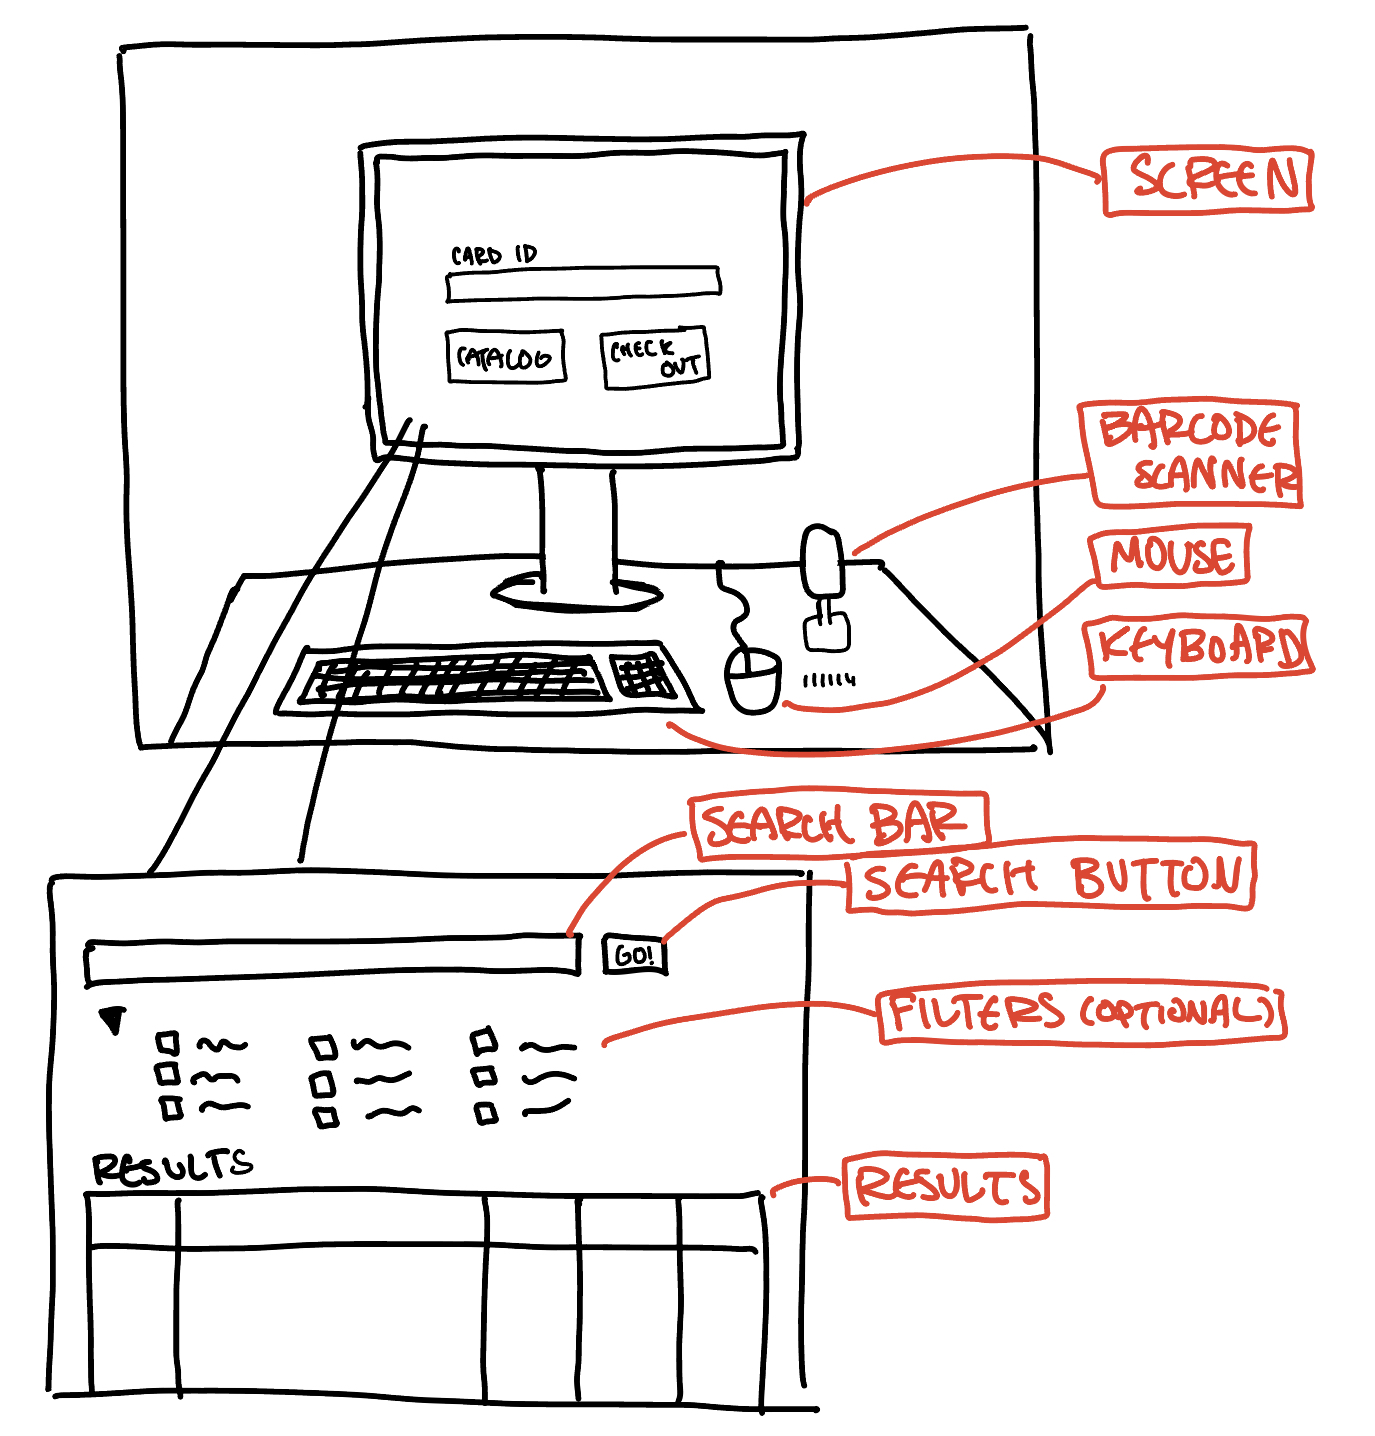 SCREEN
CARD ID
CATALOG
CHECK
OUT
BARCODE
SCANNER
MOUSE
KEYBOARD
SEARCH BAR
SEARCH BUTTON
GO!
FILTERS (OPTIONAL)
RESULTS
RESULTS